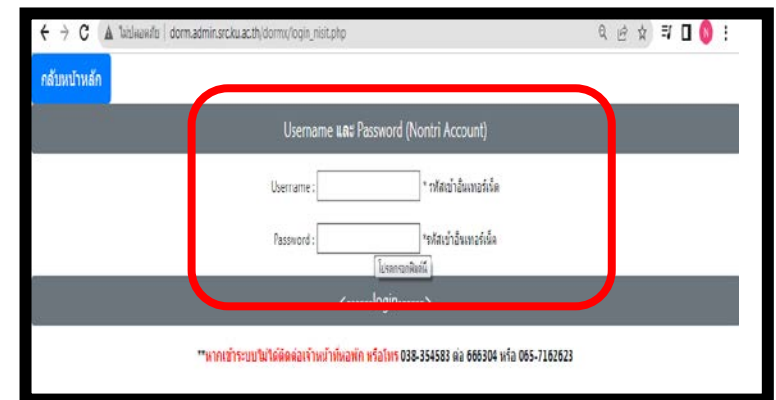 ไม่ปลอดภัย | dorm.admin.src.ku.ac.th/dormx/login_nisit.php
N
กลับหน้าหลัก
Username และ Password (Nontri Account)
Username : * รหัสเข้าอินเทอร์เน็ต
Password : *รหัสเข้าอินเทอร์เน็ต
โปรดกรอกฟิลด์นี้
<------login------>
**หากเข้าระบบไม่ได้ติดต่อเจ้าหน้าที่หอพัก หรือโทร 038-354583 ต่อ 666304 หรือ 065-7162623